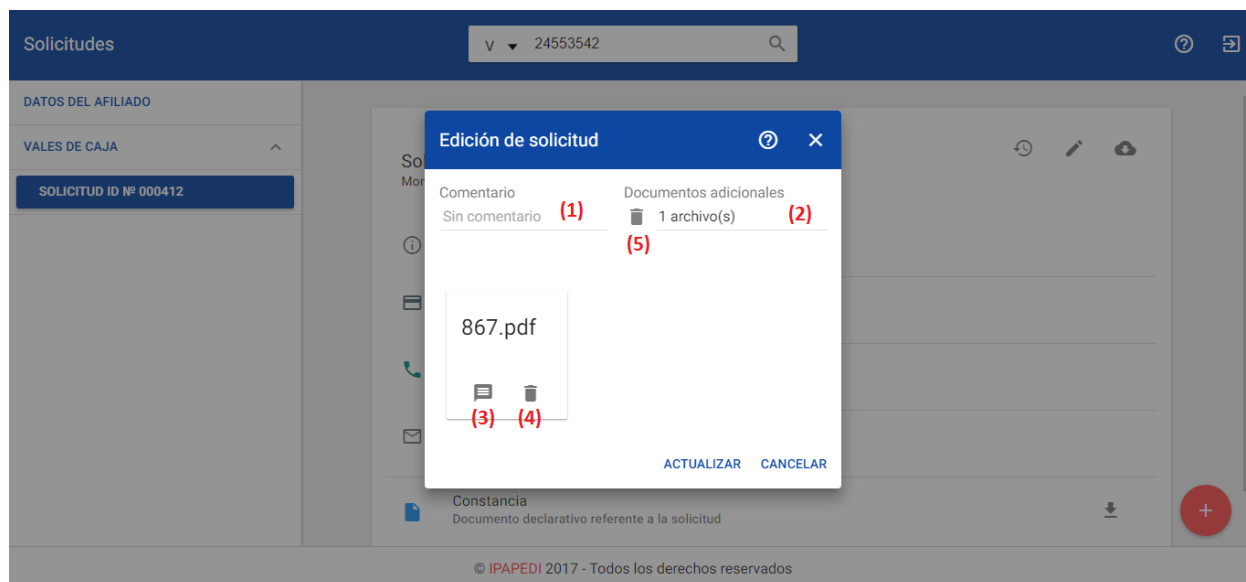 Solicitudes
V 24553542
DATOS DEL AFILIADO
VALES DE CAJA
SOLICITUD ID Nº 000412
Edición de solicitud
Comentario
Documentos adicionales
Sin comentario (1)
1 archivo(s) (2)
(5)
867.pdf
(3) (4)
ACTUALIZAR CANCELAR
Constancia
Documento declarativo referente a la solicitud
© IPAPEDI 2017 - Todos los derechos reservados